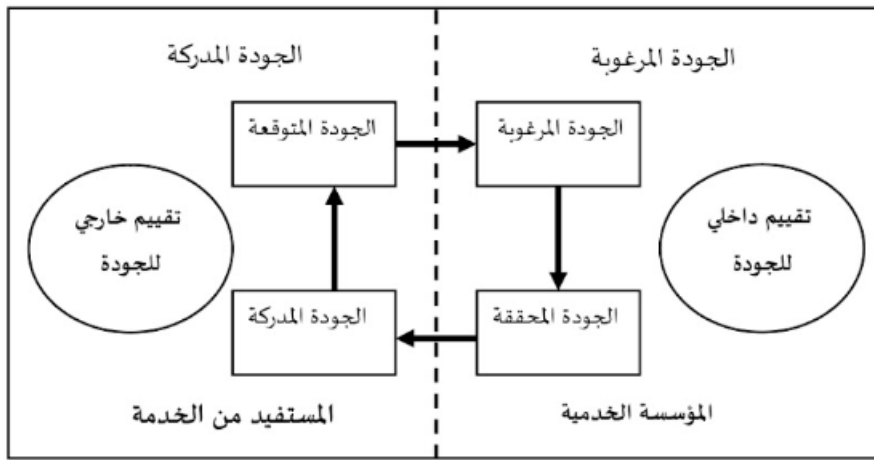 الجودة المرغوبة
الجودة المدركة
الجودة المرغوبة
الجودة المتوقعة
تقييم داخلي
للجودة
تقييم خارجي
للجودة
الجودة المحققة
الجودة المدركة
المؤسسة الخدمية
المستفيد من الخدمة